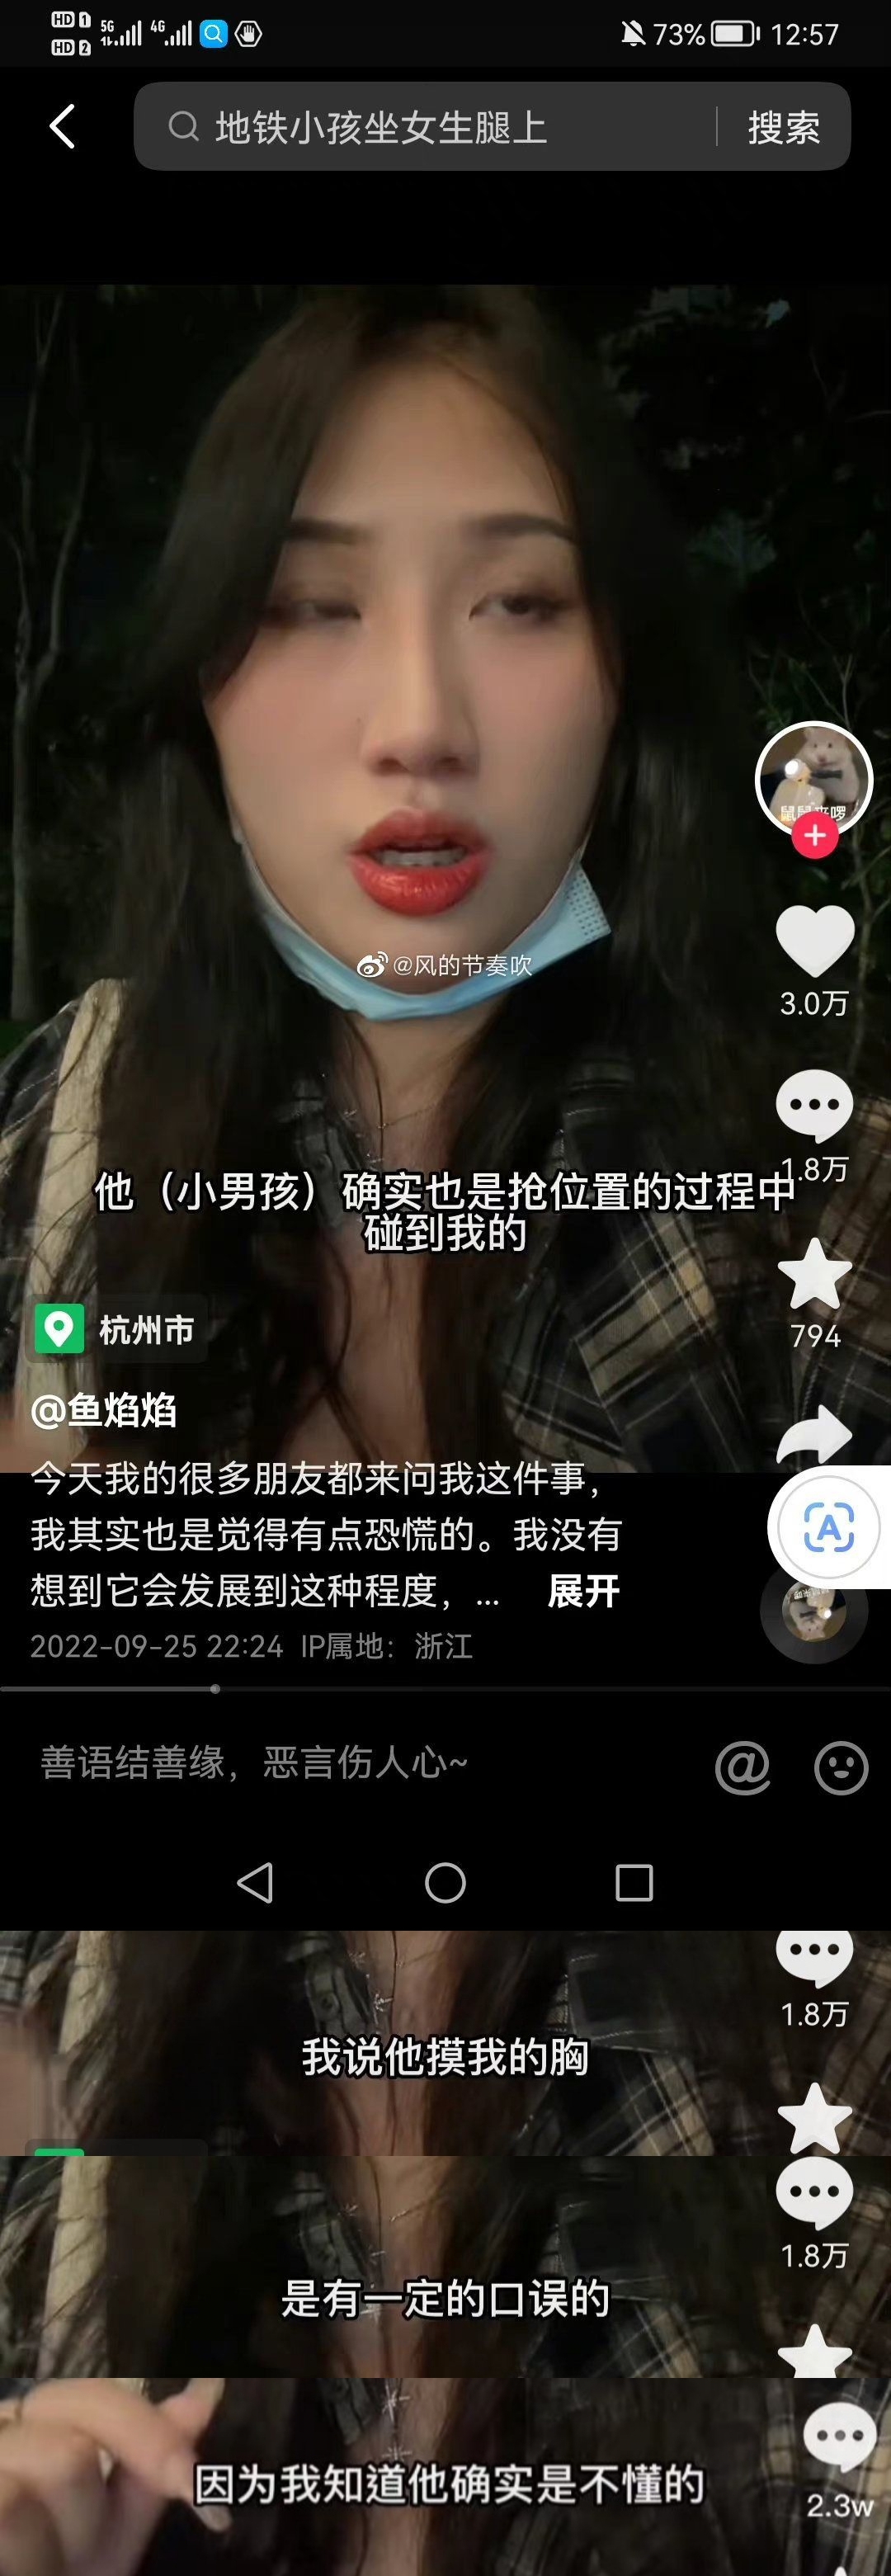 HD 1 5G 4G 73% 12:57
HD 2
地铁小孩坐女生腿上 搜索
鼠鼠来啰
3.0万
@风的节奏吹
1.8万
他（小男孩）确实也是抢位置的过程中
碰到我的
794
杭州市
@鱼焰焰
今天我的很多朋友都来问我这件事，
我其实也是觉得有点恐慌的。我没有
想到它会发展到这种程度，... 展开
A
2022-09-25 22:24 IP属地：浙江
善语结善缘，恶言伤人心~
@
1.8万
我说他摸我的胸
1.8万
是有一定的口误的
因为我知道他确实是不懂的
2.3w